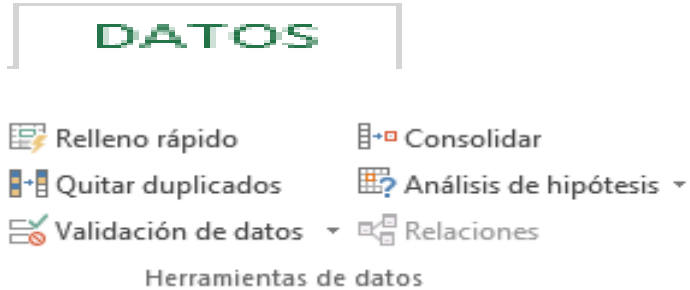 DATOS
Relleno rápido
Consolidar
Quitar duplicados
Análisis de hipótesis
Validación de datos
Relaciones
Herramientas de datos